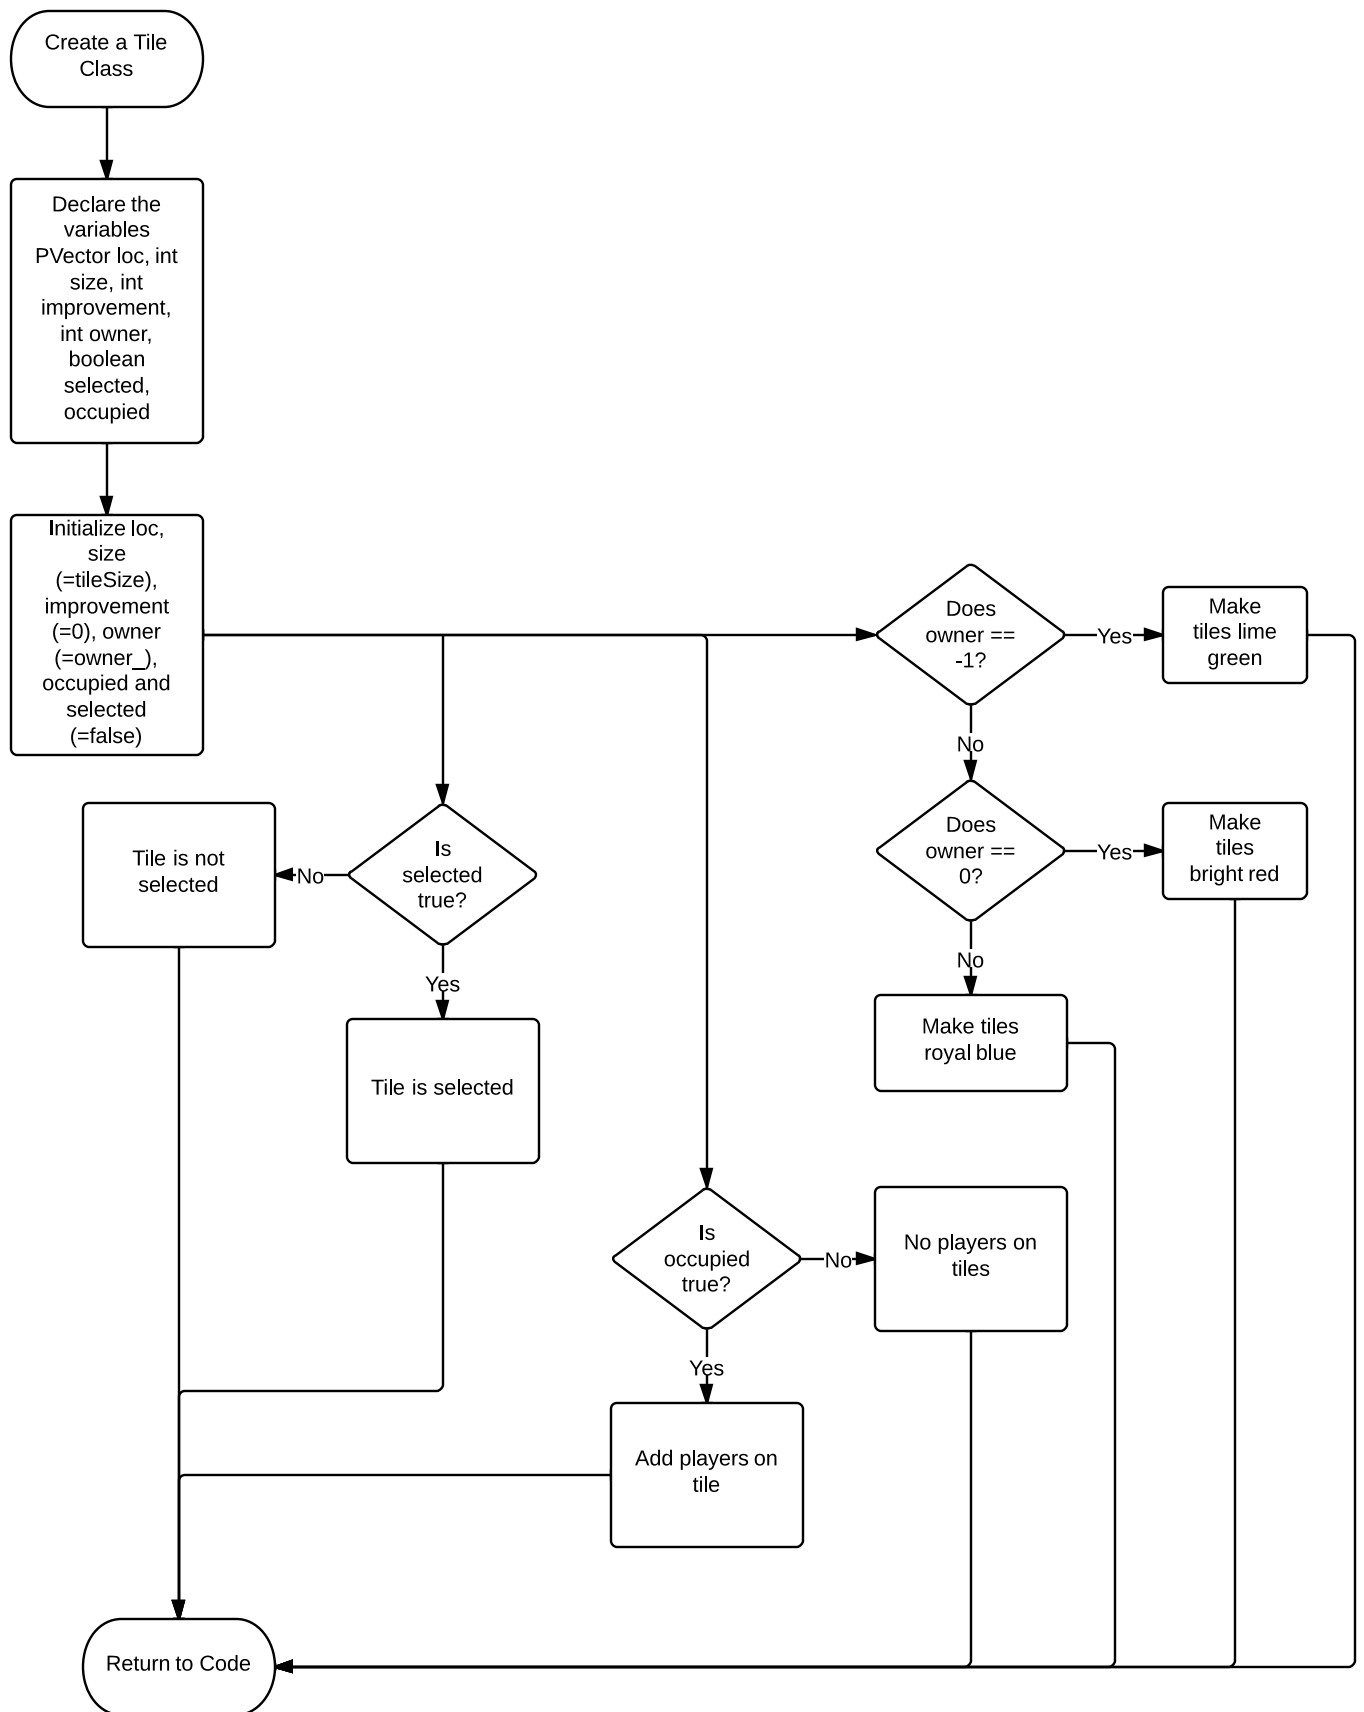 Create a Tile
Class
Declare the
variables
PVector loc, int
size, int
improvement,
int owner,
boolean
selected,
occupied
Initialize loc,
size
(=tileSize),
improvement
(=0), owner
(=owner_),
occupied and
selected
(=false)
Does
owner ==
-1?
Yes
Make
tiles lime
green
No
Does
owner ==
0?
Yes
Make
tiles
bright red
No
Make tiles
royal blue
Is
selected
true?
No
Tile is not
selected
Yes
Tile is selected
Is
occupied
true?
No
No players on
tiles
Yes
Add players on
tile
Return to Code